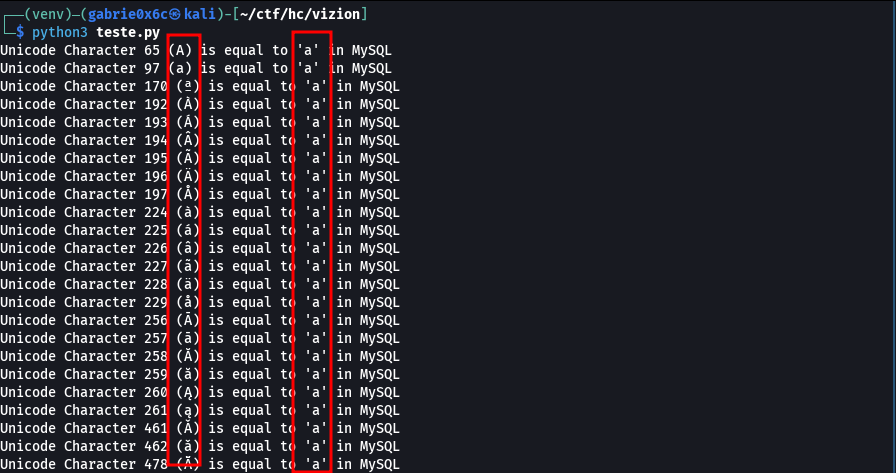 (venv)─(gabrie0x6c㉿kali)-[~/ctf/hc/vizion]
$ python3 teste.py
Unicode Character 65 (A) is equal to 'a' in MySQL
Unicode Character 97 (a) is equal to 'a' in MySQL
Unicode Character 170 (ª) is equal to 'a' in MySQL
Unicode Character 192 (À) is equal to 'a' in MySQL
Unicode Character 193 (Á) is equal to 'a' in MySQL
Unicode Character 194 (Â) is equal to 'a' in MySQL
Unicode Character 195 (Ã) is equal to 'a' in MySQL
Unicode Character 196 (Ä) is equal to 'a' in MySQL
Unicode Character 197 (Å) is equal to 'a' in MySQL
Unicode Character 224 (à) is equal to 'a' in MySQL
Unicode Character 225 (á) is equal to 'a' in MySQL
Unicode Character 226 (â) is equal to 'a' in MySQL
Unicode Character 227 (ã) is equal to 'a' in MySQL
Unicode Character 228 (ä) is equal to 'a' in MySQL
Unicode Character 229 (å) is equal to 'a' in MySQL
Unicode Character 256 (Ā) is equal to 'a' in MySQL
Unicode Character 257 (ā) is equal to 'a' in MySQL
Unicode Character 258 (Ă) is equal to 'a' in MySQL
Unicode Character 259 (ă) is equal to 'a' in MySQL
Unicode Character 260 (Ą) is equal to 'a' in MySQL
Unicode Character 261 (ą) is equal to 'a' in MySQL
Unicode Character 461 (Ǎ) is equal to 'a' in MySQL
Unicode Character 462 (ǎ) is equal to 'a' in MySQL
Unicode Character 478 (Ǟ) is equal to 'a' in MySQL